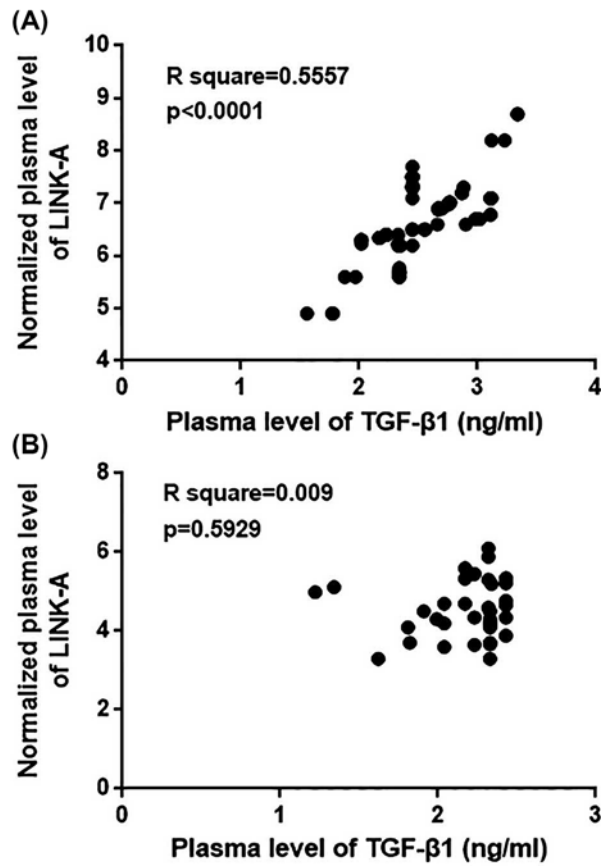 (A)
10
9
8
7
6
5
4
R square=0.5557
p<0.0001
Normalized plasma level
of LINK-A
0 1 2 3 4
Plasma level of TGF-β1 (ng/ml)
(B)
8
6
4
2
0
R square=0.009
p=0.5929
Normalized plasma level
of LINK-A
0 1 2 3
Plasma level of TGF-β1 (ng/ml)